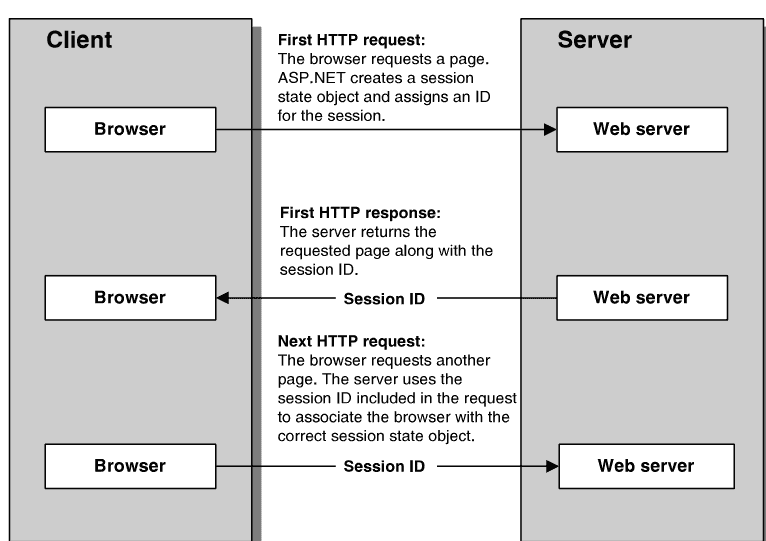 Client
Server
First HTTP request:
The browser requests a page.
ASP.NET creates a session
state object and assigns an ID
for the session.
Browser
Web server
First HTTP response:
The server returns the
requested page along with the
session ID.
Browser
Session ID
Web server
Next HTTP request:
The browser requests another
page. The server uses the
session ID included in the request
to associate the browser with the
correct session state object.
Browser
Session ID
Web server